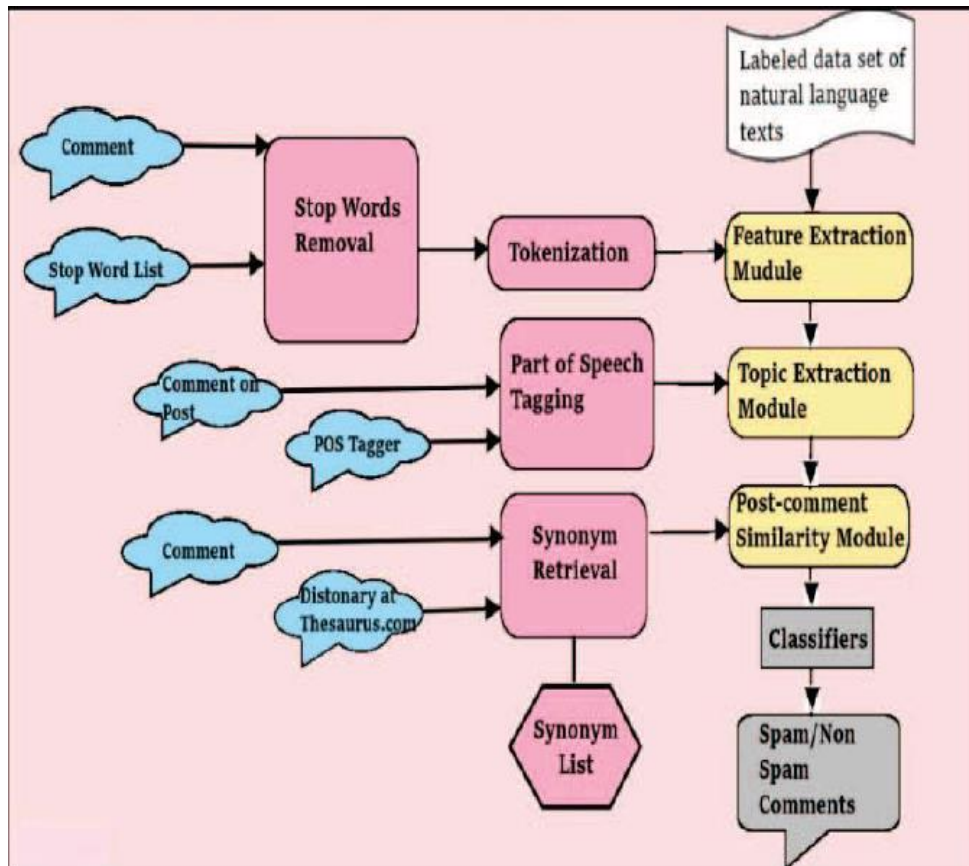 Labeled data set of
natural language
texts
Comment
Stop Words
Removal
Stop Word List
Tokenization
Feature Extraction
Mudule
Comment on
Post
Part of Speech
Tagging
POS Tagger
Topic Extraction
Module
Comment
Synonym
Retrieval
Distonary at
Thesaurus.com
Post-comment
Similarity Module
Classifiers
Synonym
List
Spam/Non
Spam
Comments